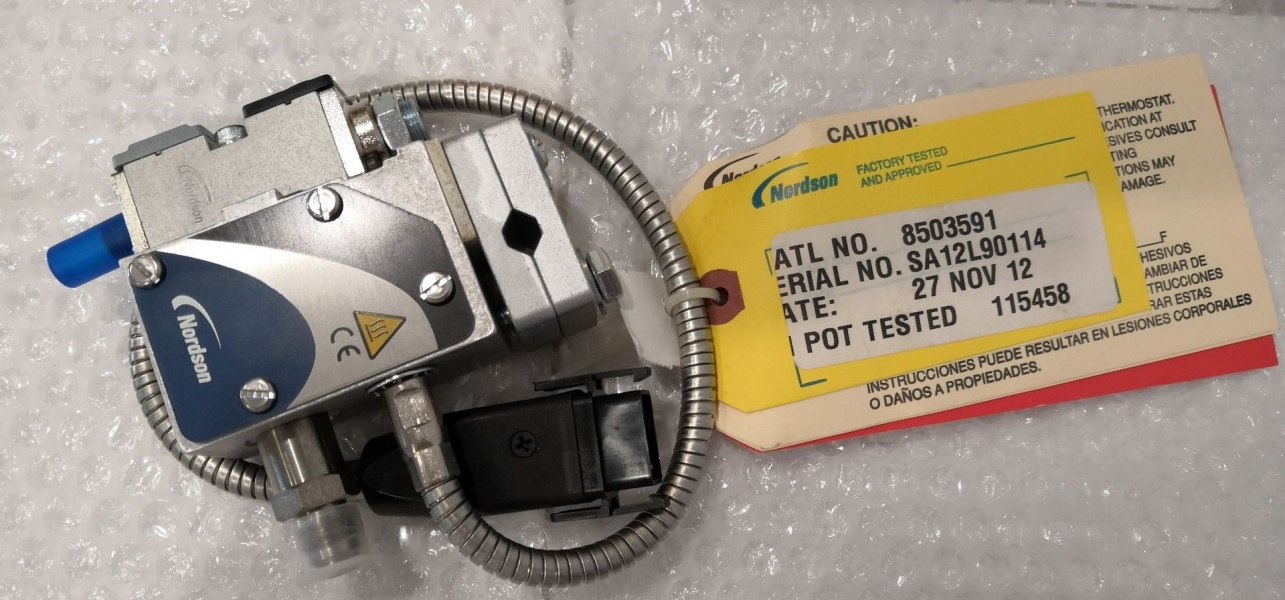 Nordson
Nordson
CE
CAUTION:
THERMOSTAT.
ICATION AT
SIVES CONSULT
TING
TIONS MAY
AMAGE.
Nordson
FACTORY TESTED
AND APPROVED
ATL NO. 8503591
ERIAL NO. SA12L90114
ATE: 27 NOV 12
POT TESTED 115458
F
HESIVOS
AMBIAR DE
TRUCCIONES
RAR ESTAS
INSTRUCCIONES PUEDE RESULTAR EN LESIONES CORPORALES
O DAÑOS A PROPIEDADES.